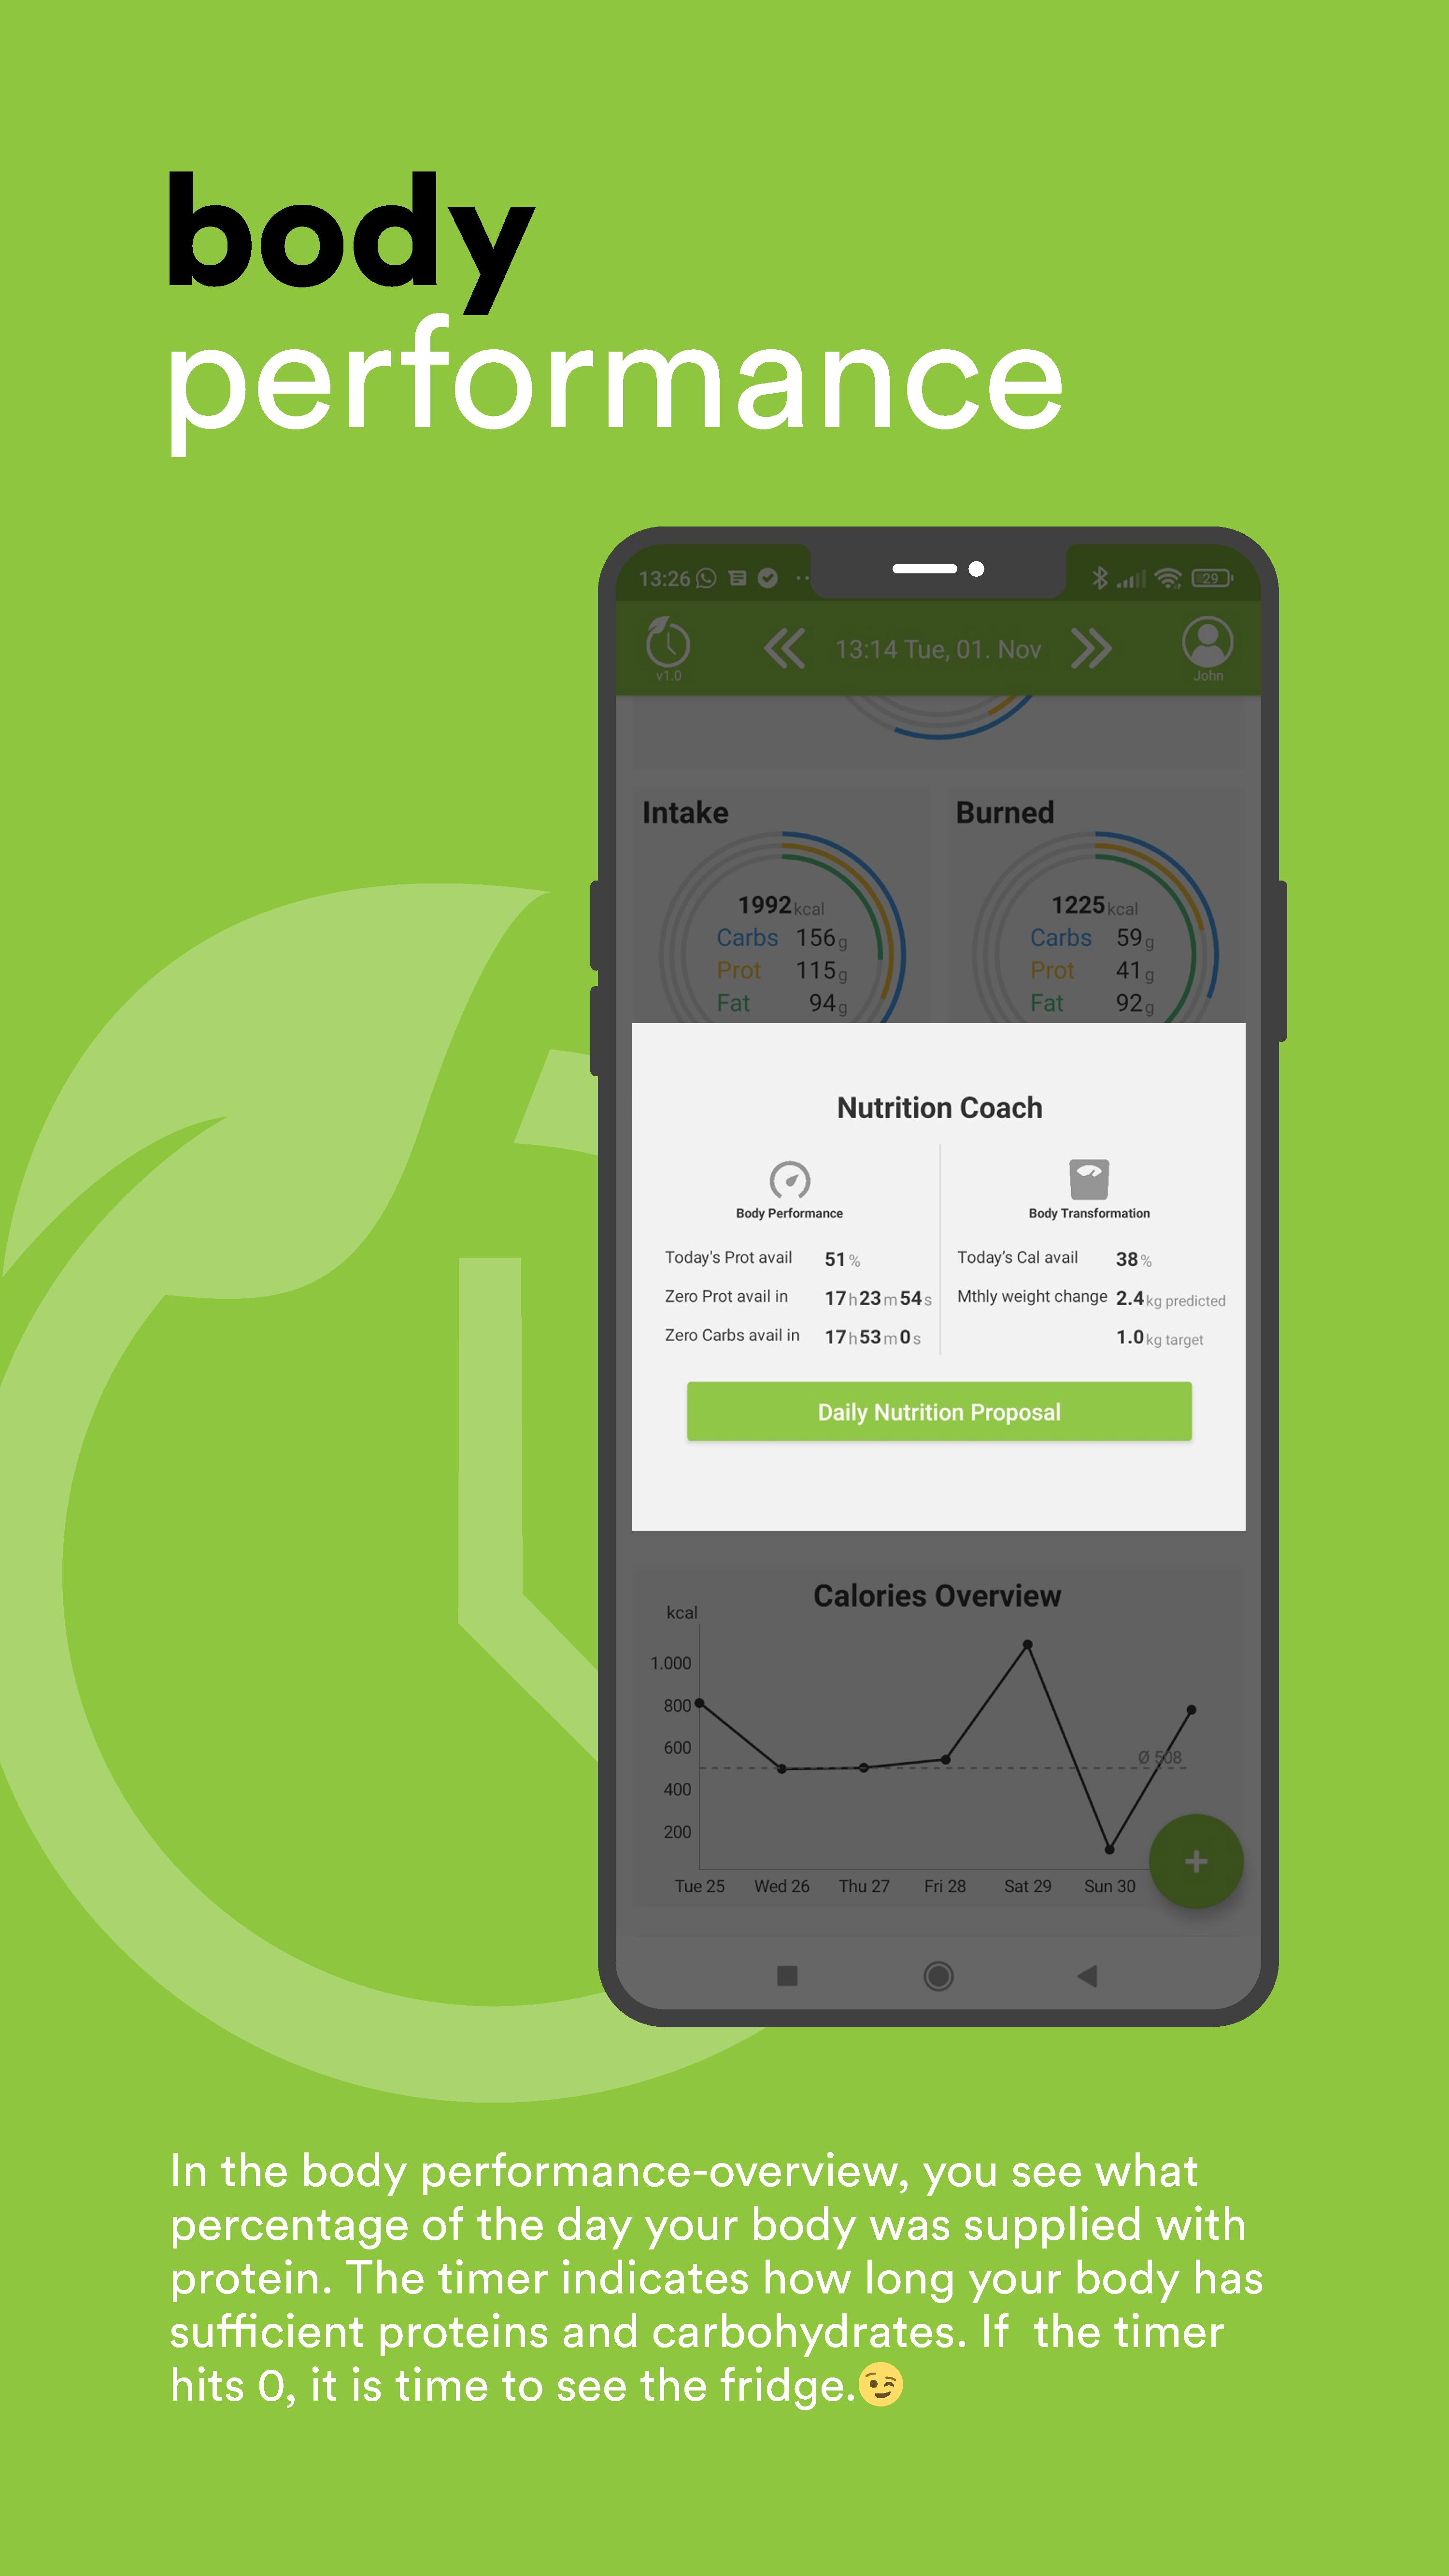 body
performance
13:26 29
13:14 Tue, 01. Nov
v1.0 John
Intake Burned
1992 kcal 1225 kcal
Carbs 156 g Carbs 59 g
Prot 115 g Prot 41 g
Fat 94 g Fat 92 g
Nutrition Coach
Body Performance Body Transformation
Today's Prot avail 51 % Today’s Cal avail 38 %
Zero Prot avail in 17 h 23 m 54 s Mthly weight change 2.4 kg predicted
Zero Carbs avail in 17 h 53 m 0 s 1.0 kg target
Daily Nutrition Proposal
Calories Overview
kcal
1.000
800
600
Ø 508
400
200
+
Tue 25 Wed 26 Thu 27 Fri 28 Sat 29 Sun 30
In the body performance-overview, you see what
percentage of the day your body was supplied with
protein. The timer indicates how long your body has
sufficient proteins and carbohydrates. If  the timer
hits 0, it is time to see the fridge.😉